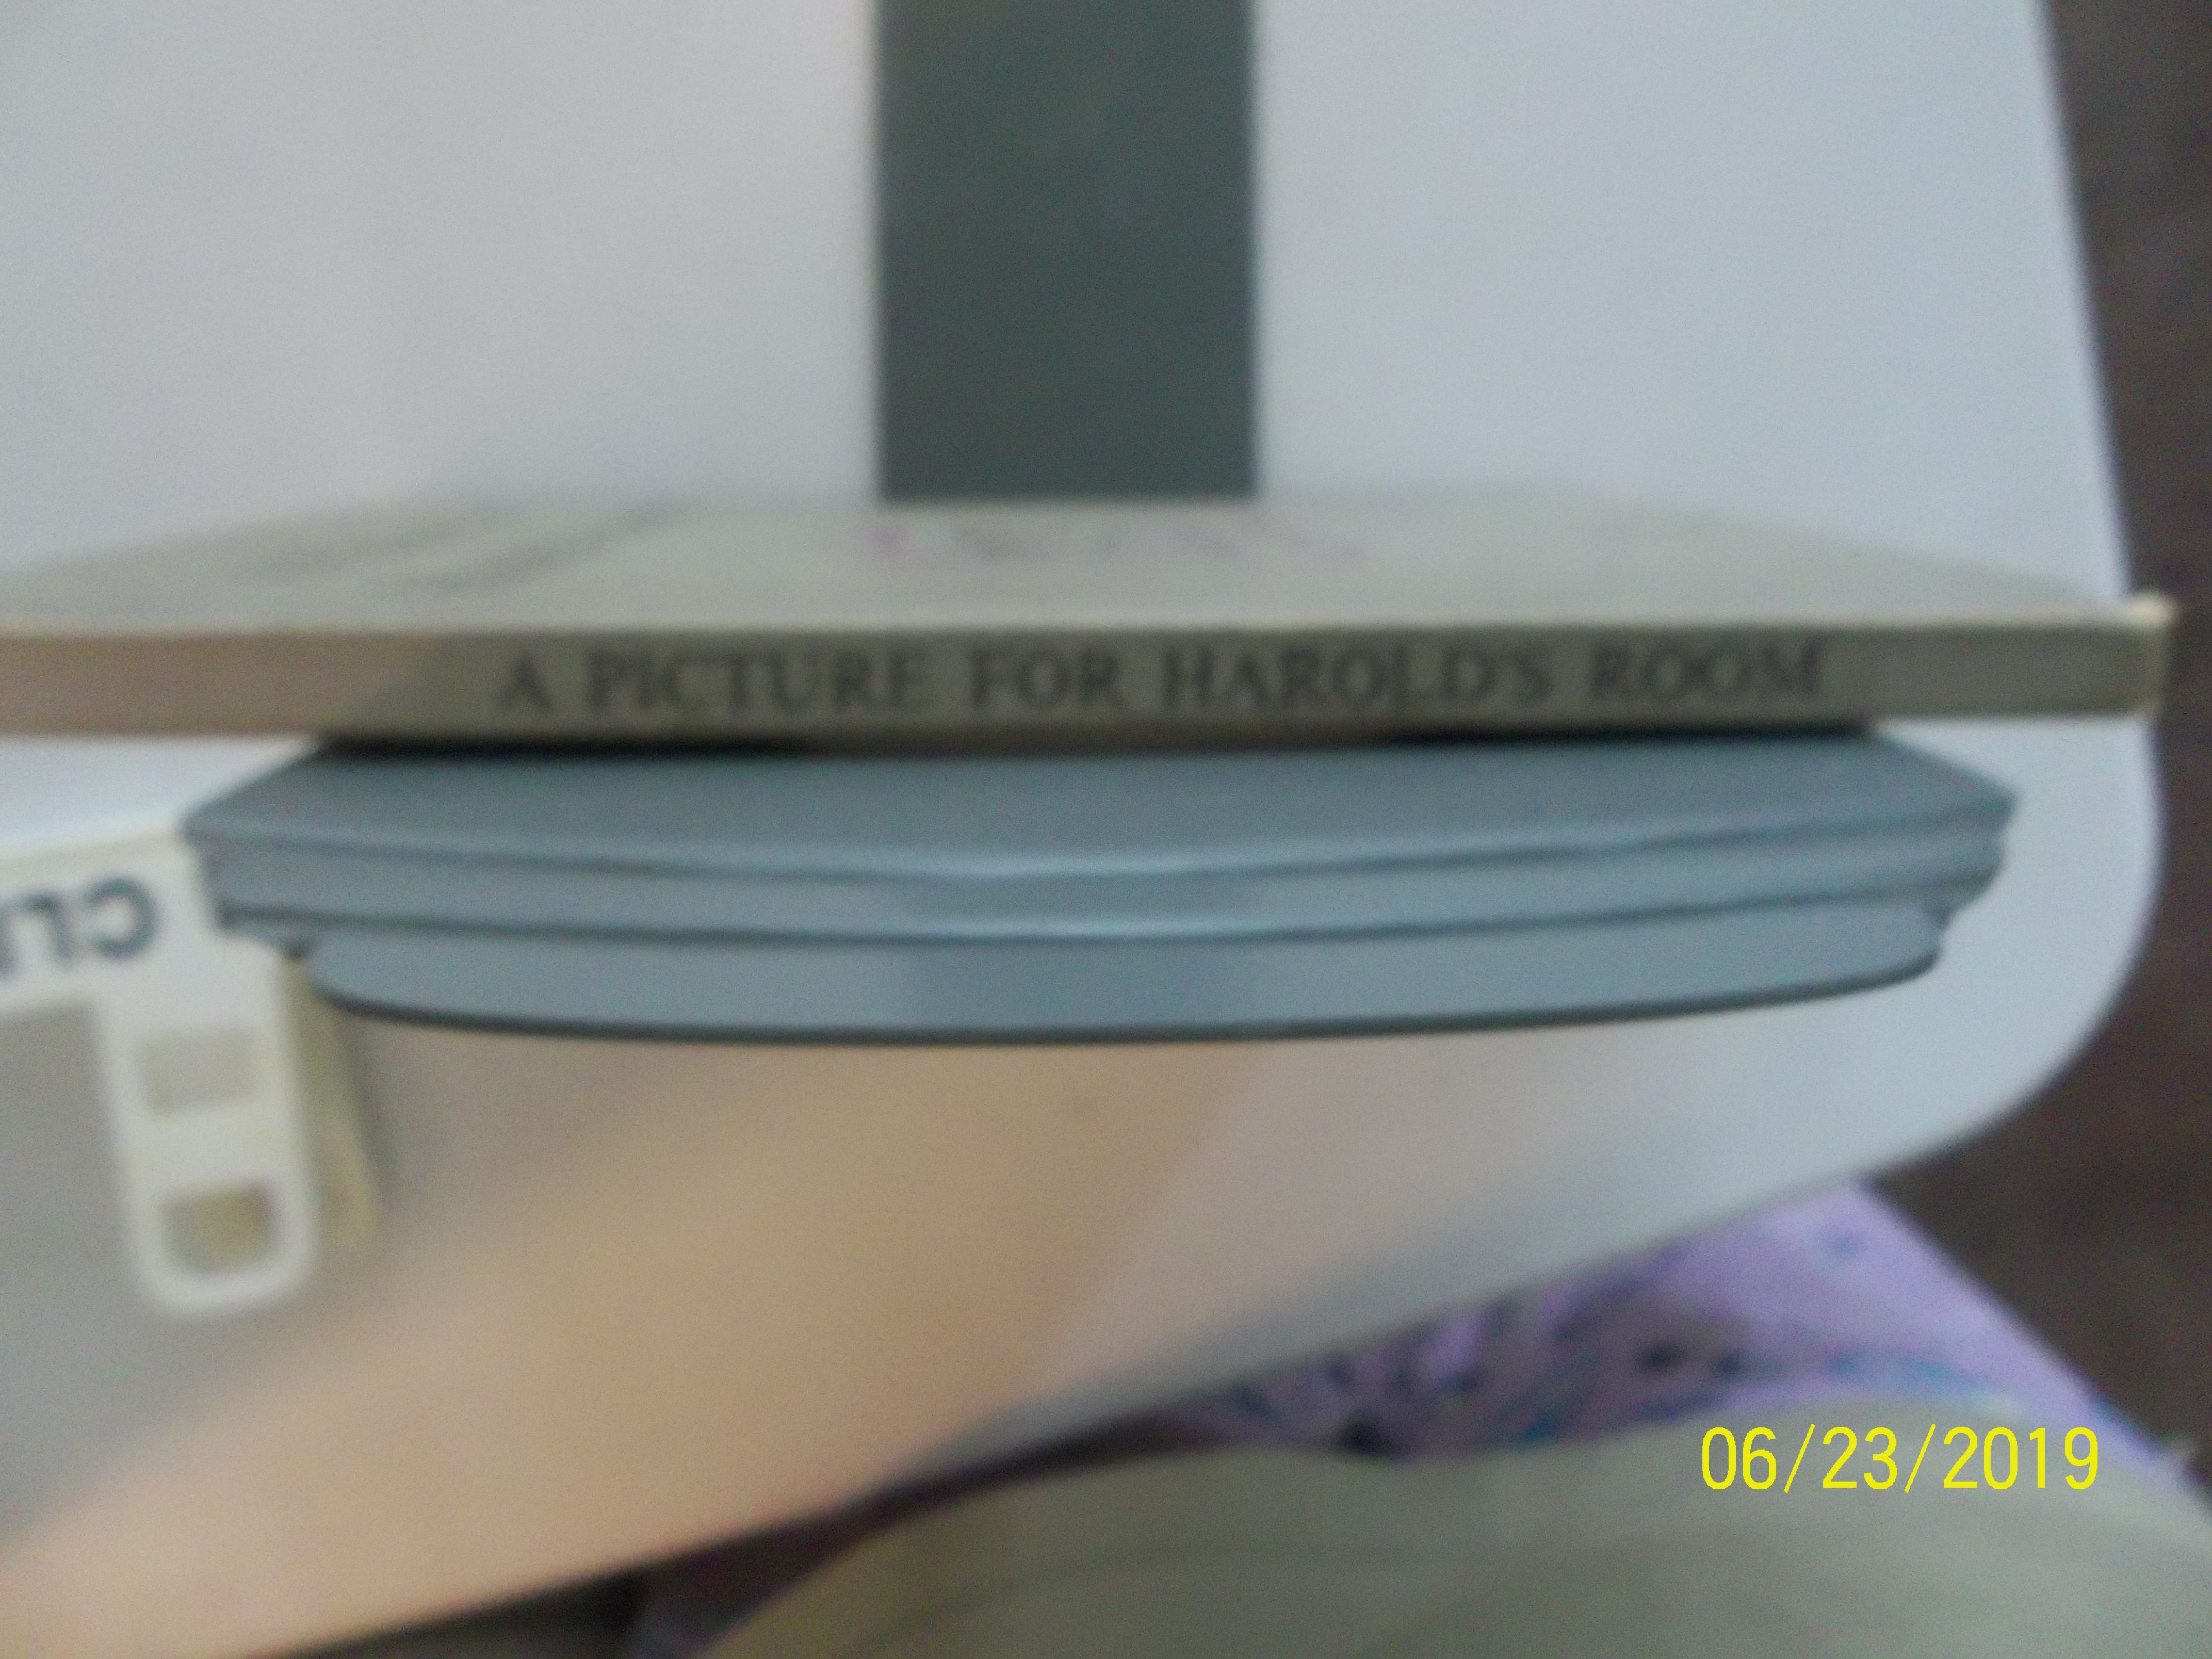 A PICTURE FOR HAROLD'S ROOM
06/23/2019